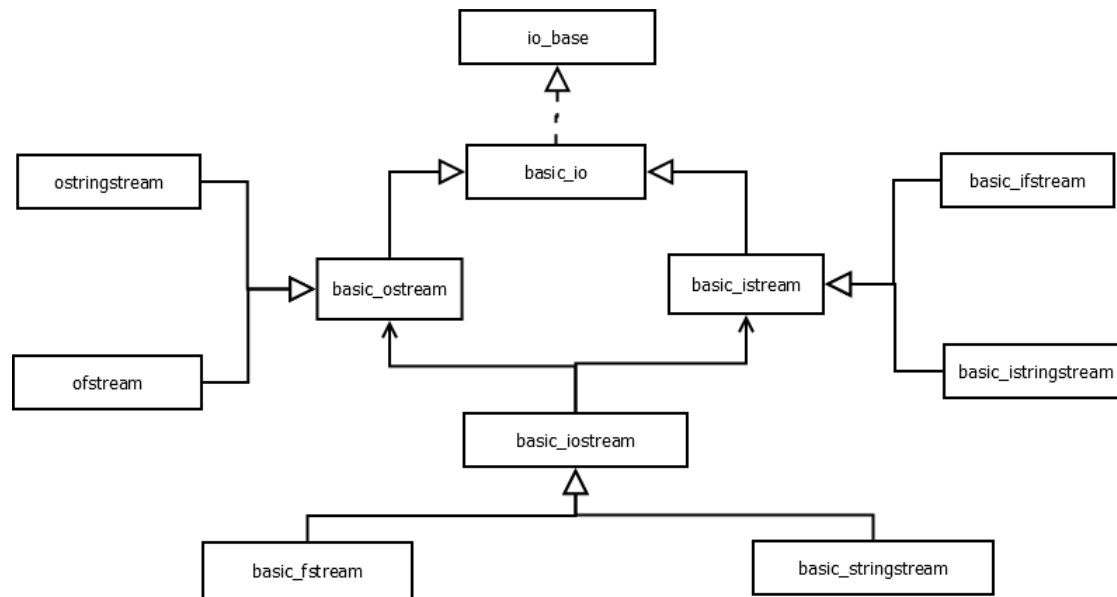 io_base
basic_io
ostringstream
basic_ifstream
basic_ostream
basic_istream
ofstream
basic_istringstream
basic_iostream
basic_fstream
basic_stringstream